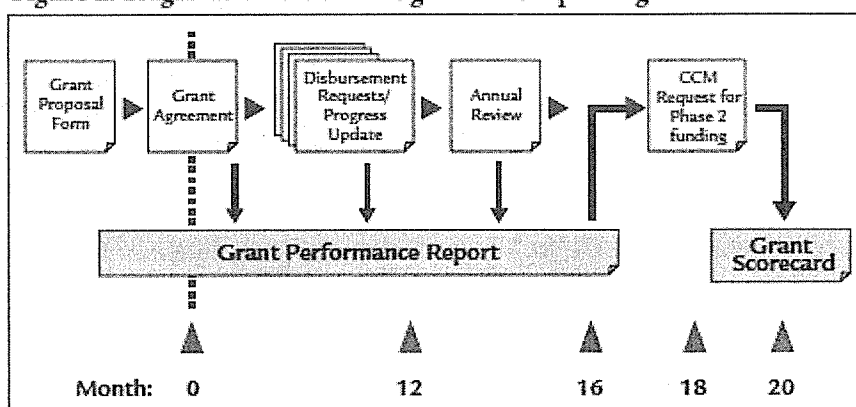 Grant
Proposal
Form
Grant
Agreement
Disbursement
Requests/
Progress
Update
Annual
Review
CCM
Request for
Phase 2
funding
Grant Performance Report
Grant
Scorecard
Month: 0 12 16 18 20